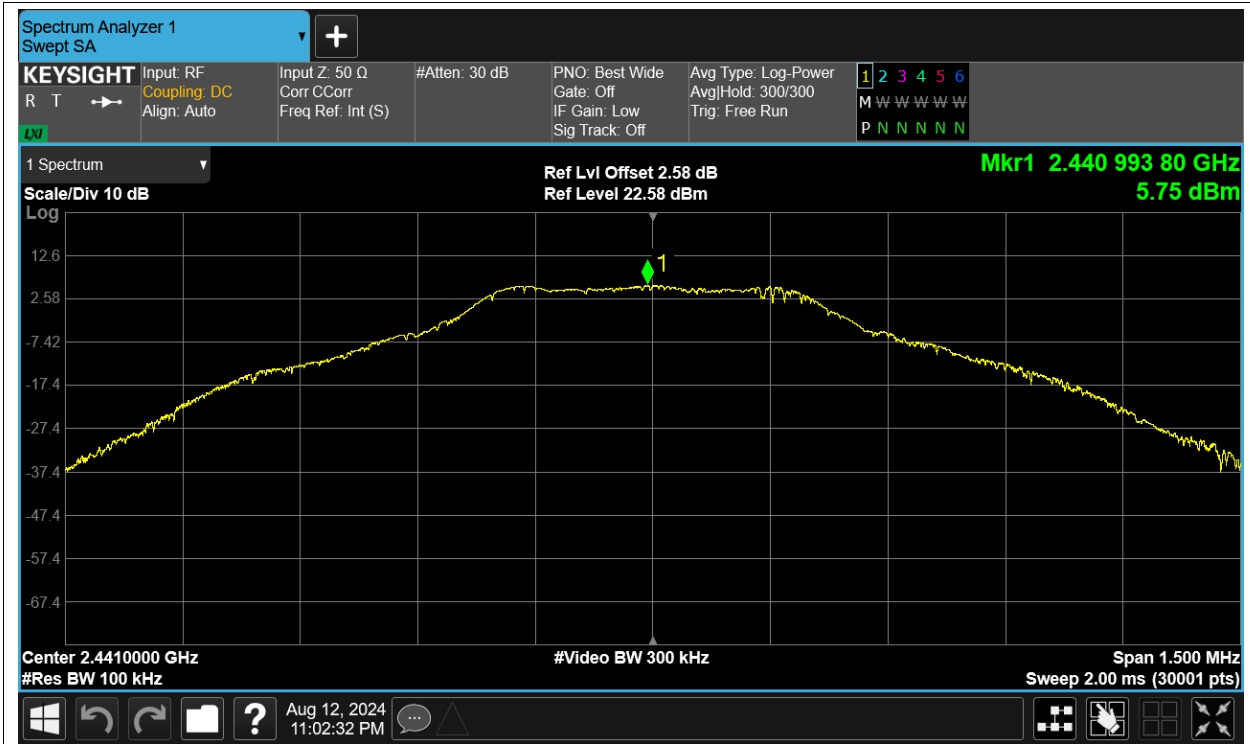 Spectrum Analyzer 1
Swept SA
+
KEYSIGHT
R T
LXI
Input: RF
Coupling: DC
Align: Auto
Input Z: 50 Ω
Corr CCorr
Freq Ref: Int (S)
#Atten: 30 dB
PNO: Best Wide
Gate: Off
IF Gain: Low
Sig Track: Off
Avg Type: Log-Power
Avg|Hold: 300/300
Trig: Free Run
1 2 3 4 5 6
M W W W W W
P N N N N N
1 Spectrum
Scale/Div 10 dB
Log
Ref Lvl Offset 2.58 dB
Ref Level 22.58 dBm
Mkr1 2.440 993 80 GHz
5.75 dBm
1
12.6
2.58
-7.42
-17.4
-27.4
-37.4
-47.4
-57.4
-67.4
Center 2.4410000 GHz
#Res BW 100 kHz
#Video BW 300 kHz
Span 1.500 MHz
Sweep 2.00 ms (30001 pts)
?
Aug 12, 2024
11:02:32 PM